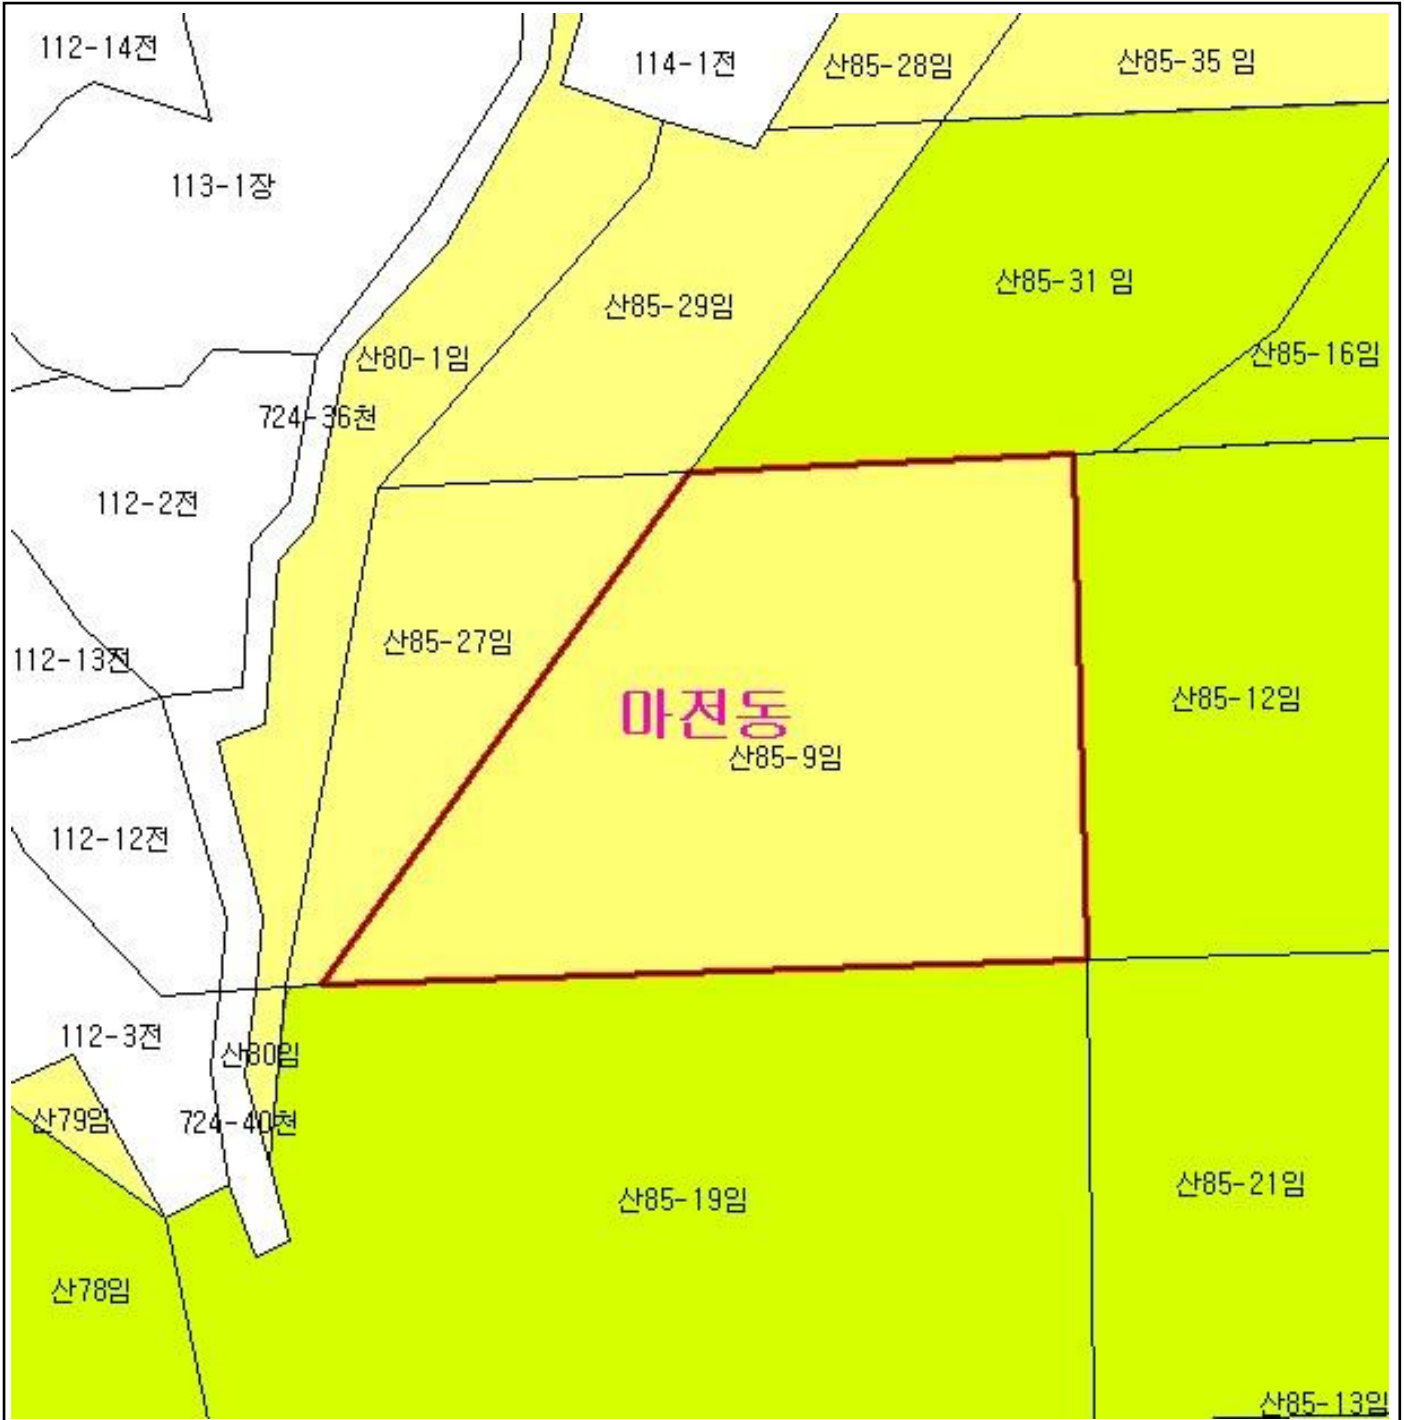 112-14전
114-1전
산85-28임
산85-35 임
113-1장
산85-31 임
산85-29임
산80-1임
산85-16임
724-36천
112-2전
산85-27임
112-13전
산85-12임
마전동
산85-9임
112-12전
112-3전
산80임
산79임
724-40천
산85-19임
산85-21임
산78임
산85-13임